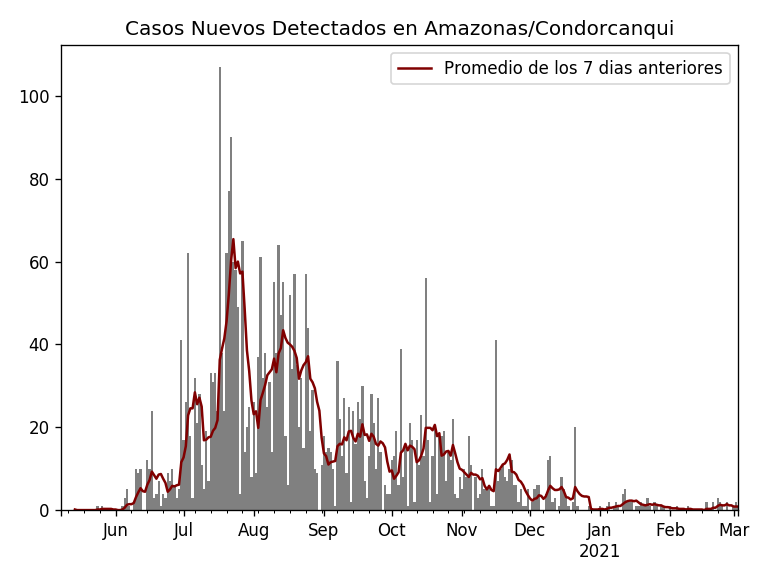 Casos Nuevos Detectados en Amazonas/Condorcanqui
Promedio de los 7 dias anteriores
100
80
60
40
20
0
Jun Jul Aug Sep Oct Nov Dec Jan Feb Mar
2021